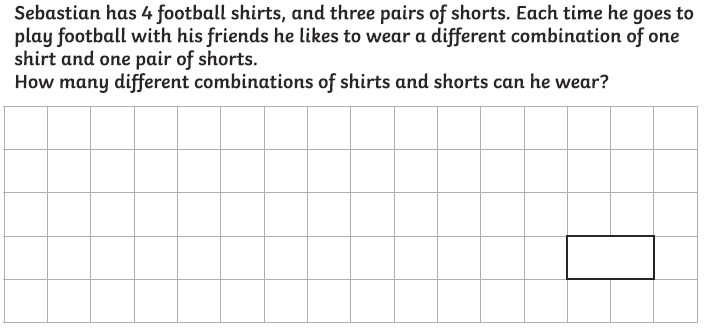 Sebastian has 4 football shirts, and three pairs of shorts. Each time he goes to
play football with his friends he likes to wear a different combination of one
shirt and one pair of shorts.
How many different combinations of shirts and shorts can he wear?